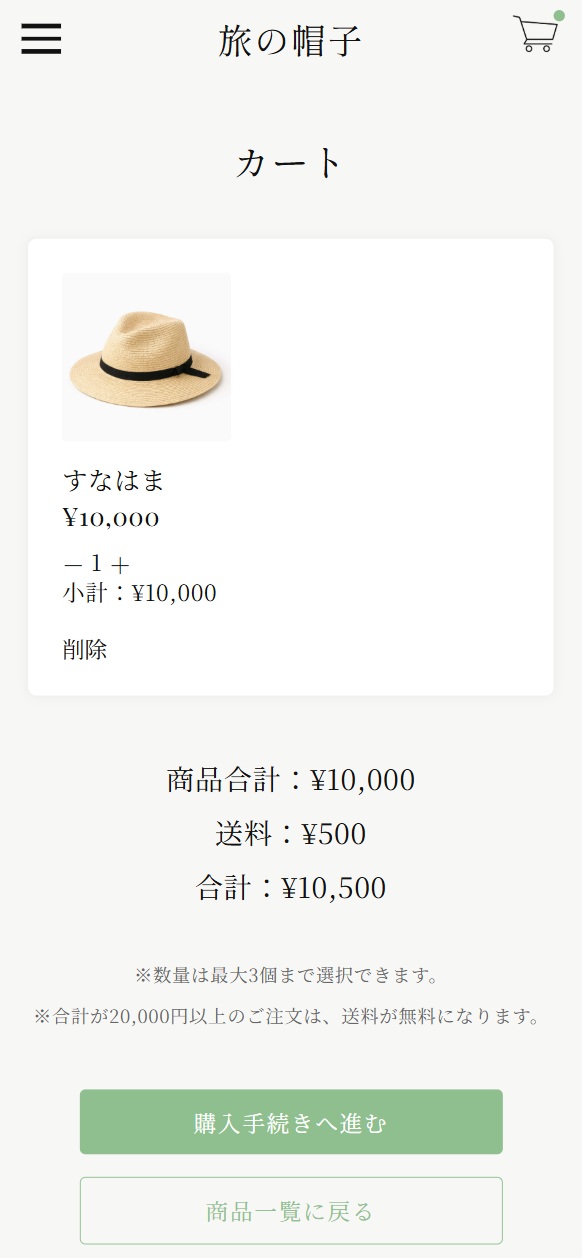 旅の帽子
カート
すなはま
¥10,000
－ 1 ＋
小計：¥10,000
削除
商品合計：¥10,000
送料：¥500
合計：¥10,500
※数量は最大3個まで選択できます。
※合計が20,000円以上のご注文は、送料が無料になります。
購入手続きへ進む
商品一覧に戻る